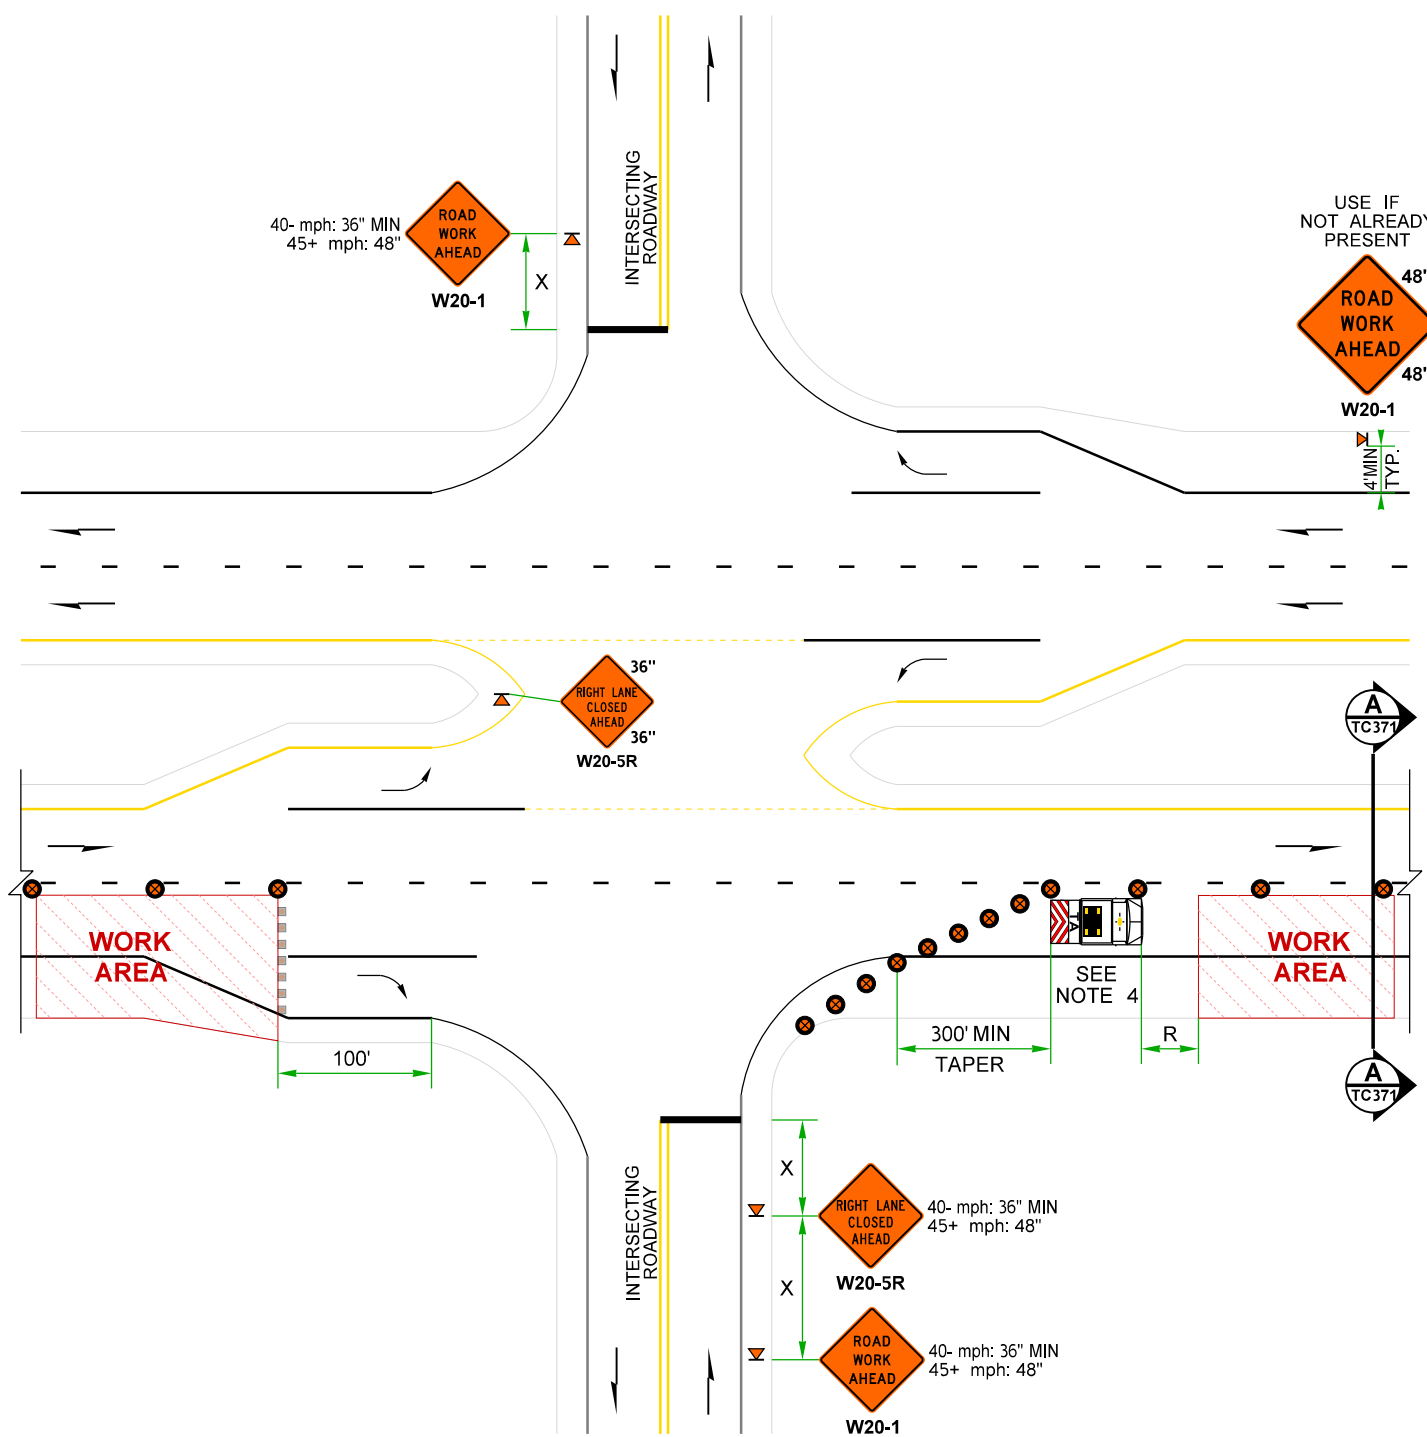 INTERSECTING
ROADWAY
40- mph: 36" MIN
45+ mph: 48"
ROAD
WORK
AHEAD
W20-1
X
USE IF
NOT ALREADY
PRESENT
48"
ROAD
WORK
AHEAD
48"
W20-1
4'MIN
TYP.
36"
RIGHT LANE
CLOSED
AHEAD
36"
W20-5R
A
TC371
WORK
AREA
WORK
AREA
SEE
NOTE 4
100'
300' MIN
TAPER
R
A
TC371
INTERSECTING
ROADWAY
X
RIGHT LANE
CLOSED
AHEAD
40- mph: 36" MIN
45+ mph: 48"
W20-5R
X
ROAD
WORK
AHEAD
40- mph: 36" MIN
45+ mph: 48"
W20-1